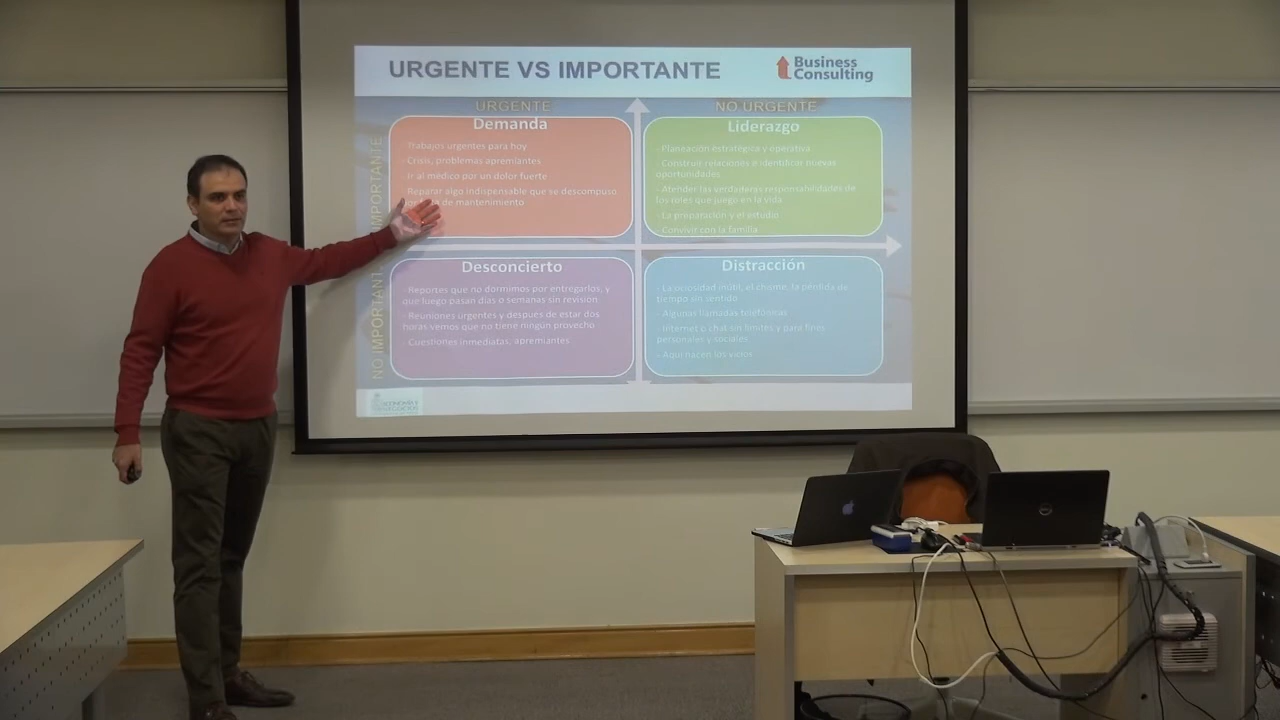 URGENTE VS IMPORTANTE
Business
Consulting
URGENTE
NO URGENTE
IMPORTANTE
Demanda
- Trabajos urgentes para hoy
- Crisis, problemas apremiantes
- Ir al médico por un dolor fuerte
- Reparar algo indispensable que se descompuso
de mantenimiento
Liderazgo
- Planeación estratégica y operativa
- Construir relaciones e identificar nuevas
oportunidades
- Atender las verdaderas responsabilidades de
los roles que juego en la vida
- La preparación y el estudio
- Convivir con la familia
NO IMPORTANTE
Desconcierto
- Reportes que no dormimos por entregarlos, y
que luego pasan días o semanas sin revisión
- Reuniones urgentes y después de estar dos
horas vemos que no tiene ningún provecho
- Cuestiones inmediatas, apremiantes
Distracción
- La ociosidad inútil, el chisme, la pérdida de
tiempo sin sentido
- Algunas llamadas telefónicas
- Internet o chat sin límites y para fines
personales y sociales
- Aquí nacen los vicios
ECONOMÍA Y
NEGOCIOS
DELL